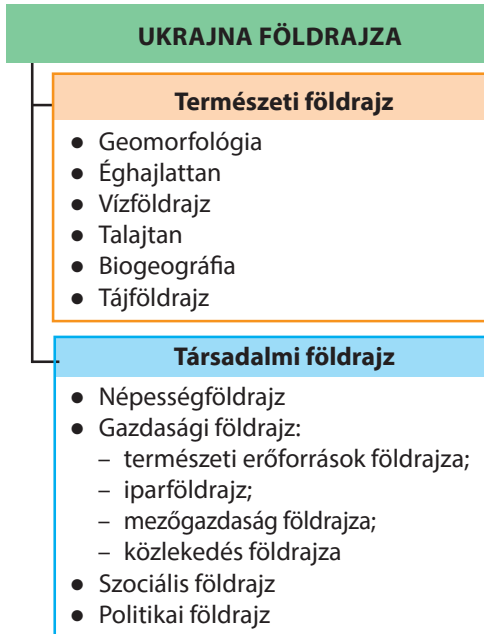 UKRAJNA FÖLDRAJZA
Természeti földrajz
● Geomorfológia
● Éghajlattan
● Vízföldrajz
● Talajtan
● Biogeográfia
● Tájföldrajz
Társadalmi földrajz
● Népességföldrajz
● Gazdasági földrajz:
– természeti erőforrások földrajza;
– iparföldrajz;
– mezőgazdaság földrajza;
– közlekedés földrajza
● Szociális földrajz
● Politikai földrajz